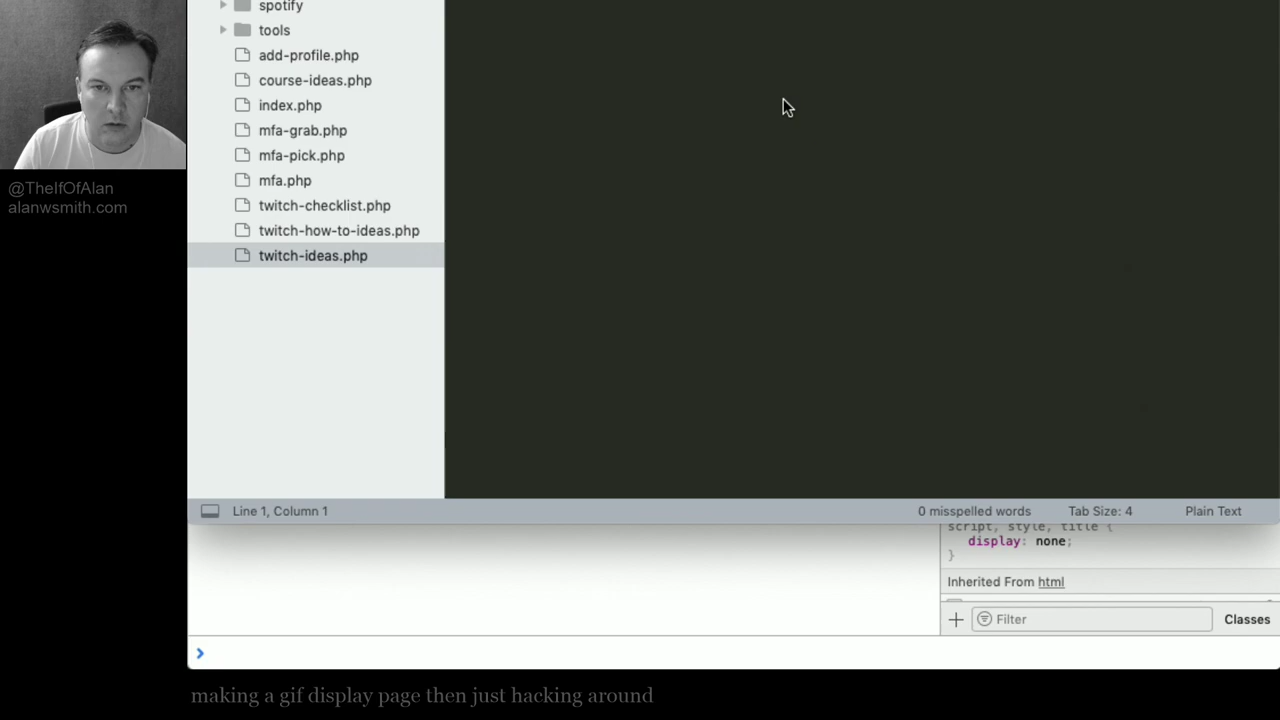 spotify
tools
add-profile.php
course-ideas.php
index.php
mfa-grab.php
mfa-pick.php
mfa.php
twitch-checklist.php
twitch-how-to-ideas.php
twitch-ideas.php
@TheIfOfAlan
alanwsmith.com
Line 1, Column 1
0 misspelled words
Tab Size: 4
Plain Text
script, style, title {
display: none;
}
Inherited From html
+
Filter
Classes
making a gif display page then just hacking around